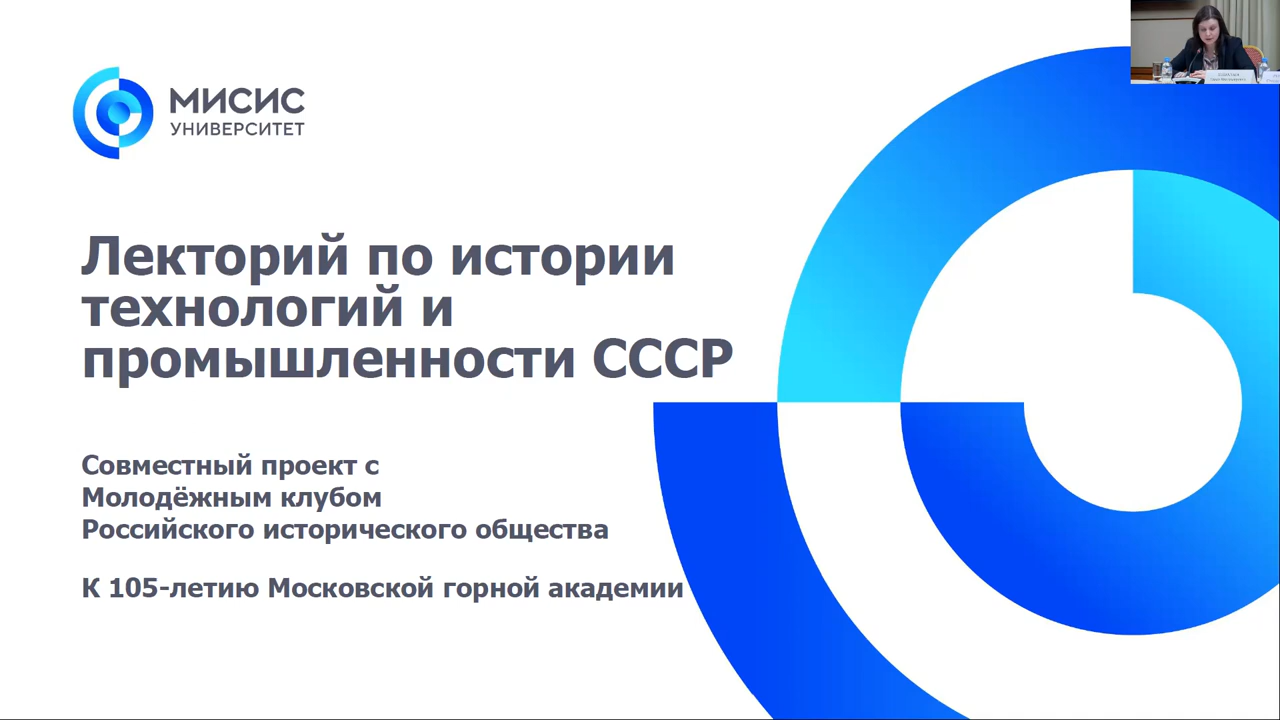 МИСИС
УНИВЕРСИТЕТ
Лекторий по истории
технологий и
промышленности СССР
Совместный проект с
Молодёжным клубом
Российского исторического общества
К 105-летию Московской горной академии